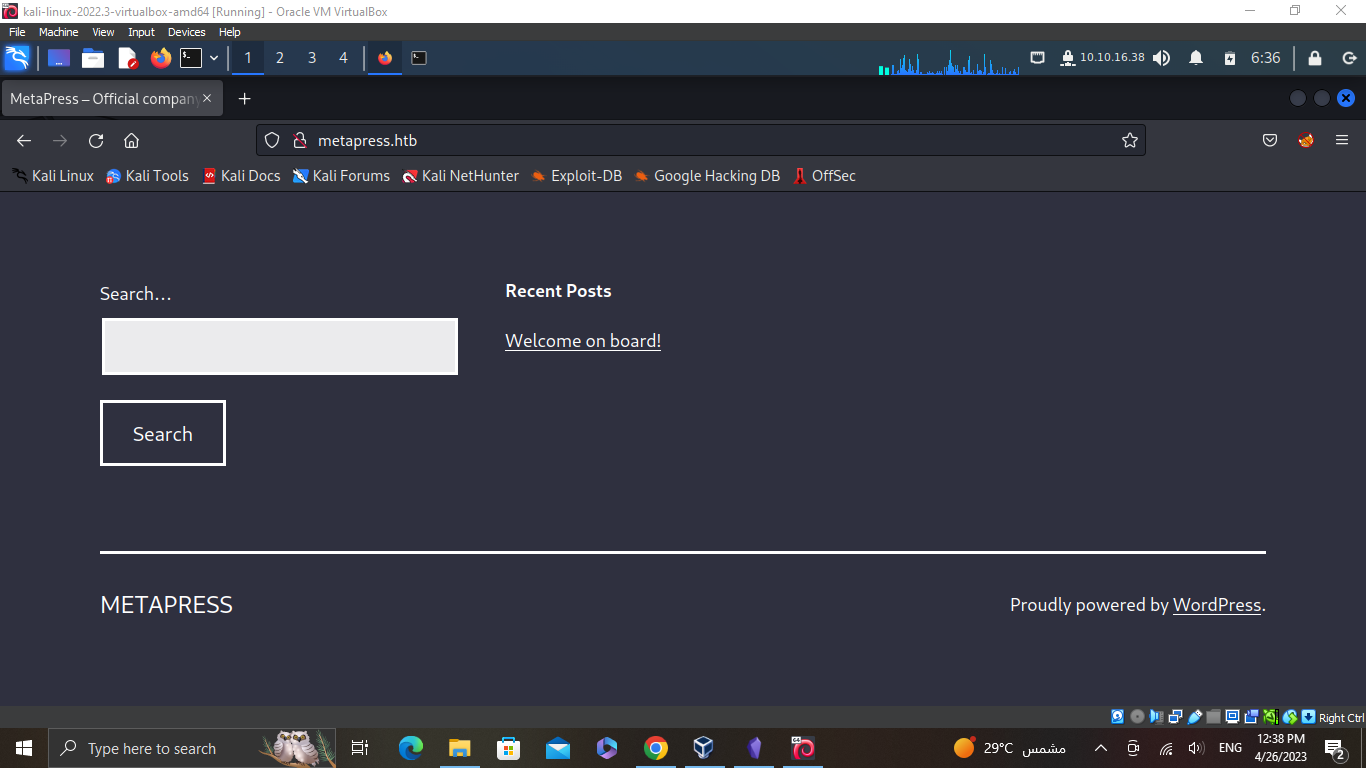 kali-linux-2022.3-virtualbox-amd64 [Running] - Oracle VM VirtualBox
File Machine View Input Devices Help
1 2 3 4 10.10.16.38 6:36
MetaPress – Official company
metapress.htb
Kali Linux Kali Tools Kali Docs Kali Forums Kali NetHunter Exploit-DB Google Hacking DB OffSec
Search…
Recent Posts
Welcome on board!
Search
METAPRESS
Proudly powered by WordPress.
Right Ctrl
Type here to search
29°C مشمس
ENG
12:38 PM
4/26/2023
2